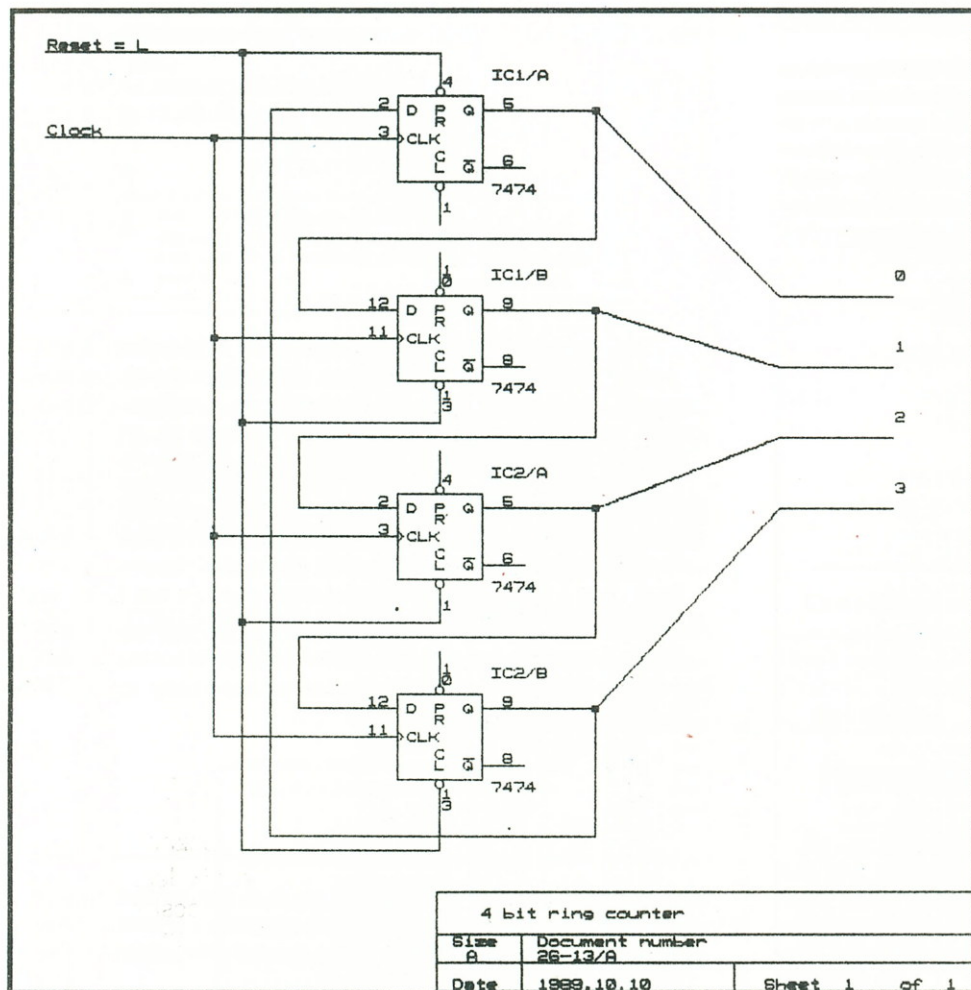 Reset = L
4
IC1/A
2 D PR Q 5
Clock
3 CLK
CL Q̅ 6
7474
1
0
10
IC1/B
12 D PR Q 9
1
11 CLK
CL Q̅ 8
7474
13
2
4
IC2/A
3
2 D PR Q 5
3 CLK
CL Q̅ 6
7474
1
10
IC2/B
12 D PR Q 9
11 CLK
CL Q̅ 8
7474
13
4 bit ring counter
Size Document number
A 26-13/A
Date 1989.10.10 Sheet 1 of 1